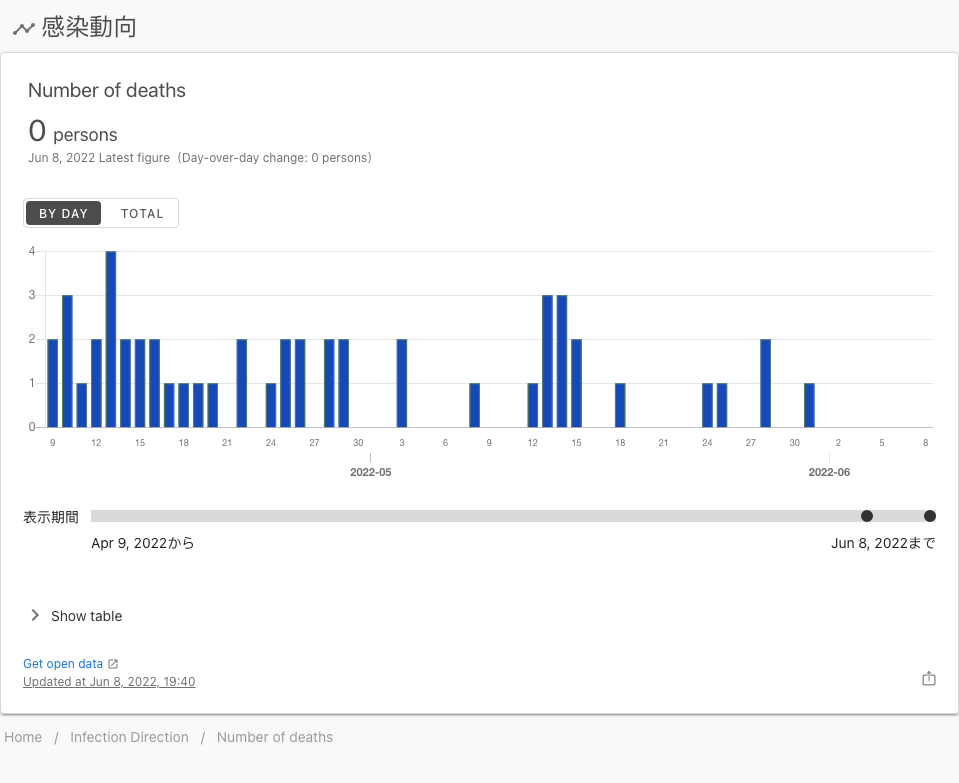 感染動向
Number of deaths
0 persons
Jun 8, 2022 Latest figure (Day-over-day change: 0 persons)
BY DAY TOTAL
4
3
2
1
0
9 12 15 18 21 24 27 30 3 6 9 12 15 18 21 24 27 30 2 5 8
2022-05 2022-06
表示期間
Apr 9, 2022から Jun 8, 2022まで
Show table
Get open data
Updated at Jun 8, 2022, 19:40
Home / Infection Direction / Number of deaths